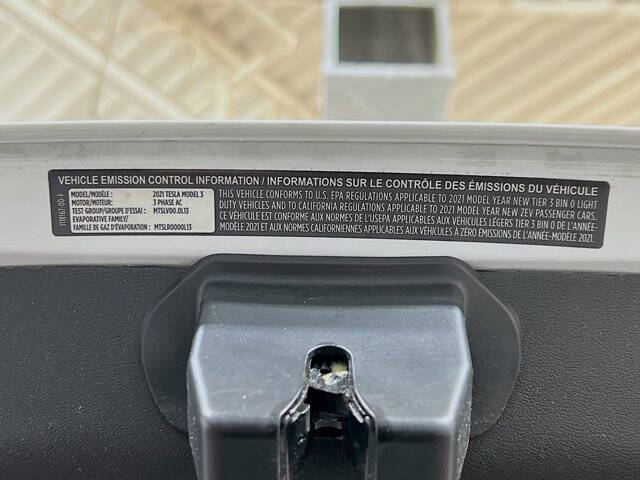 VEHICLE EMISSION CONTROL INFORMATION / INFORMATIONS SUR LE CONTRÔLE DES ÉMISSIONS DU VÉHICULE
MODEL/MODÈLE: 2021 TESLA MODEL 3
MOTOR/MOTEUR: 3 PHASE AC
TEST GROUP/GROUPE D'ESSAI: MTSLV00.0L13
EVAPORATIVE FAMILY/
FAMILLE DE GAZ D'ÉVAPORATION: MTSLR0000L13
THIS VEHICLE CONFORMS TO U.S. EPA REGULATIONS APPLICABLE TO 2021 MODEL YEAR NEW TIER 3 BIN 0 LIGHT
DUTY VEHICLES AND TO CALIFORNIA REGULATIONS APPLICABLE TO 2021 MODEL YEAR NEW ZEV PASSENGER CARS.
CE VÉHICULE EST CONFORME AUX NORMES DE L'USEPA APPLICABLES AUX VÉHICULES LÉGERS TIER 3 BIN 0 DE L'ANNÉE-
MODÈLE 2021 ET AUX NORMES CALIFORNIENNES APPLICABLES AUX VÉHICULES À ZÉRO ÉMISSIONS DE L'ANNÉE-MODÈLE 2021.
1118167-00-F